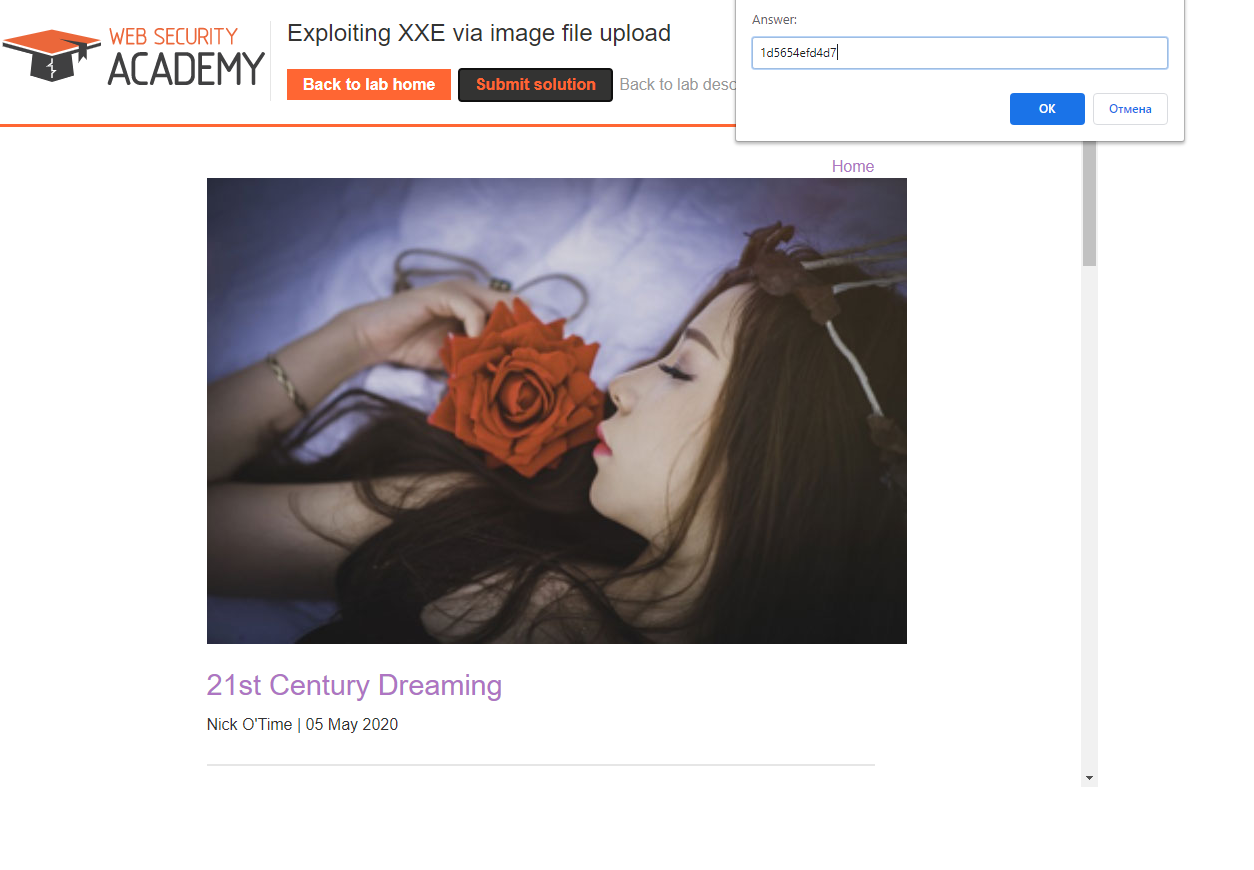 WEB SECURITY
ACADEMY
Exploiting XXE via image file upload
Back to lab home
Submit solution
Back to lab desc
Answer:
1d5654efd4d7
OK
Отмена
Home
21st Century Dreaming
Nick O'Time | 05 May 2020